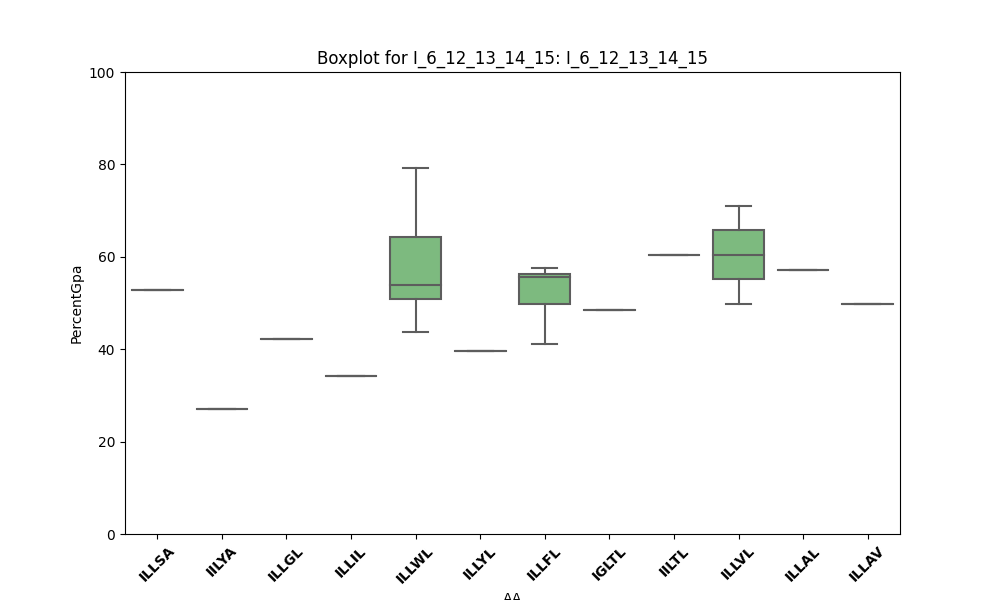 Boxplot for I_6_12_13_14_15: I_6_12_13_14_15
100
80
60
40
20
0
PercentGpa
ILLSA
IILYA
ILLGL
ILLIL
ILLWL
ILLYL
ILLFL
IGLTL
IILTL
ILLVL
ILLAL
ILLAV
AA